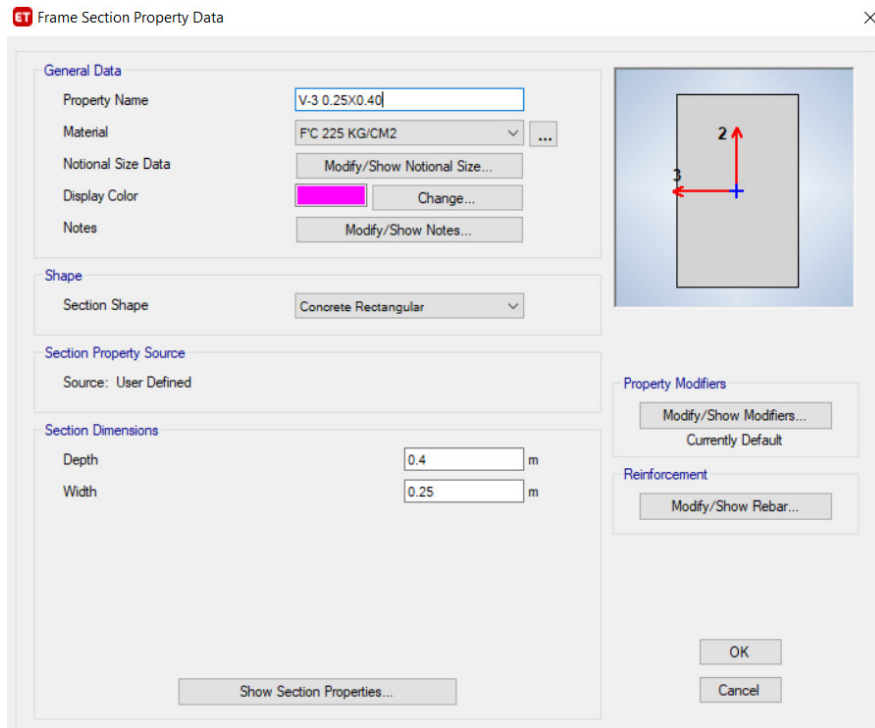 ET Frame Section Property Data
General Data
Property Name V-3 0.25X0.40
Material F'C 225 KG/CM2 ...
Notional Size Data Modify/Show Notional Size...
Display Color Change...
Notes Modify/Show Notes...
2
3
Shape
Section Shape Concrete Rectangular
Section Property Source
Source: User Defined
Property Modifiers
Modify/Show Modifiers...
Currently Default
Section Dimensions
Depth 0.4 m
Width 0.25 m
Reinforcement
Modify/Show Rebar...
Show Section Properties...
OK
Cancel